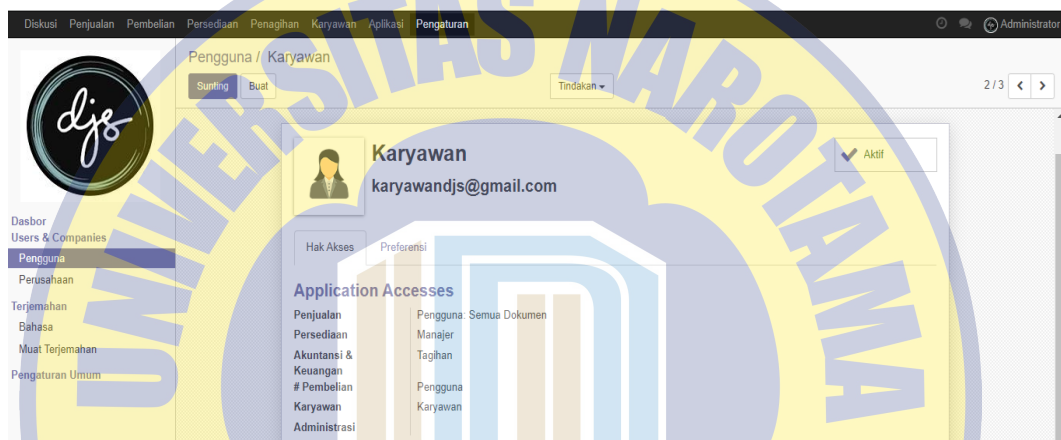 Diskusi Penjualan Pembelian Persediaan Penagihan Karyawan Aplikasi Pengaturan Administrator
Pengguna / Karyawan
Sunting Buat Tindakan 2 / 3
djs
Karyawan
Aktif
karyawandjs@gmail.com
Dasbor
Users & Companies
Pengguna
Perusahaan
Terjemahan
Bahasa
Muat Terjemahan
Pengaturan Umum
Hak Akses Preferensi
Application Accesses
Penjualan Pengguna: Semua Dokumen
Persediaan Manajer
Akuntansi & Tagihan
Keuangan
# Pembelian Pengguna
Karyawan Karyawan
Administrasi
UNIVERSITAS NAROTAMA